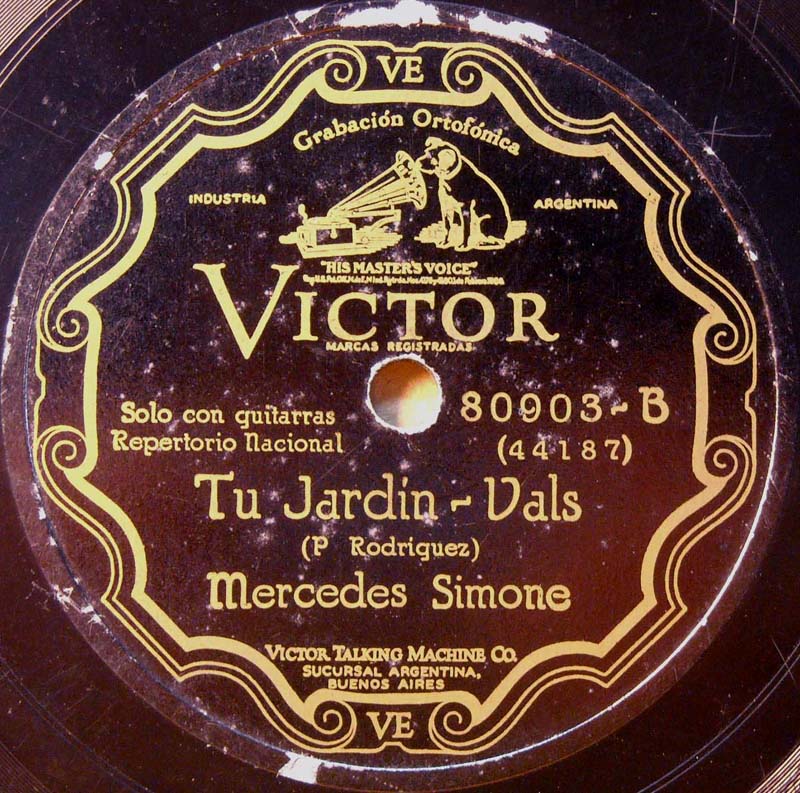 VE
Grabación Ortofónica
INDUSTRIA
ARGENTINA
"HIS MASTER'S VOICE"
VICTOR
MARCAS REGISTRADAS
Solo con guitarras
Repertorio Nacional
80903-B
(44187)
Tu Jardín - Vals
(P Rodriguez)
Mercedes Simone
VICTOR TALKING MACHINE CO.
SUCURSAL ARGENTINA,
BUENOS AIRES
VE